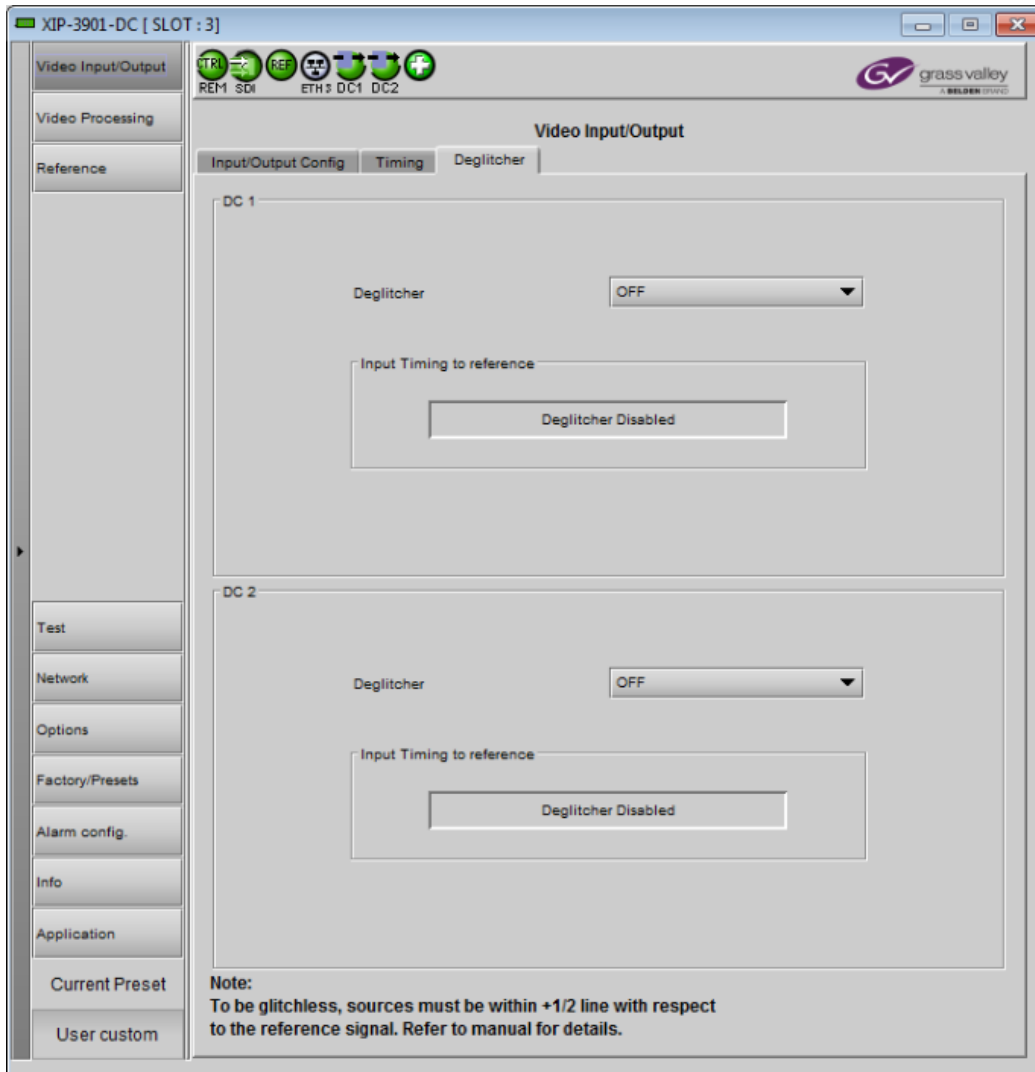 XIP-3901-DC [ SLOT : 3]
Video Input/Output
Video Processing
Reference
Test
Network
Options
Factory/Presets
Alarm config.
Info
Application
Current Preset
User custom
CTRL REF
REM SDI ETH DC1 DC2
GV grassvalley
A BELDEN BRAND
Video Input/Output
Input/Output Config Timing Deglitcher
DC 1
Deglitcher OFF
Input Timing to reference
Deglitcher Disabled
DC 2
Deglitcher OFF
Input Timing to reference
Deglitcher Disabled
Note:
To be glitchless, sources must be within +1/2 line with respect
to the reference signal. Refer to manual for details.